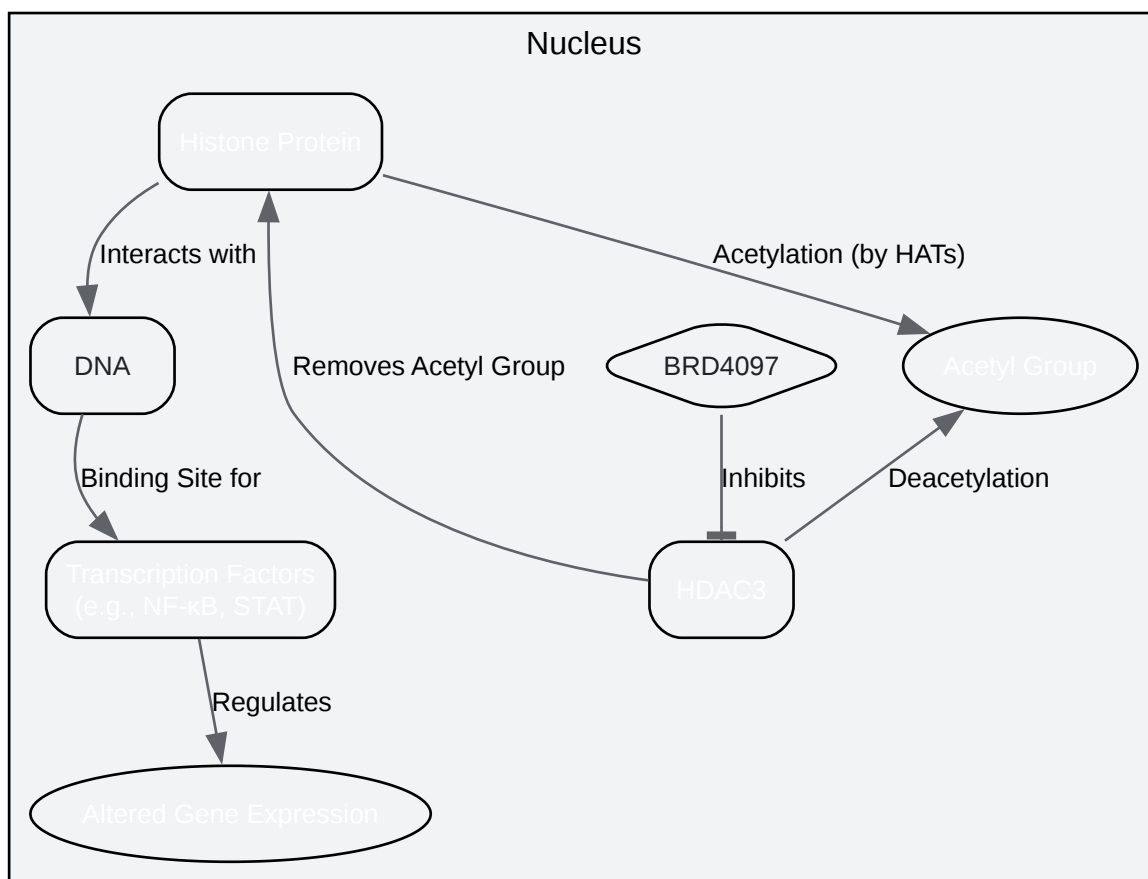 Nucleus
Histone Protein
Interacts with
Acetylation (by HATs)
DNA
Removes Acetyl Group
BRD4097
Acetyl Group
Binding Site for
Inhibits
Deacetylation
Transcription Factors
(e.g., NF-κB, STAT)
HDAC3
Regulates
Altered Gene Expression